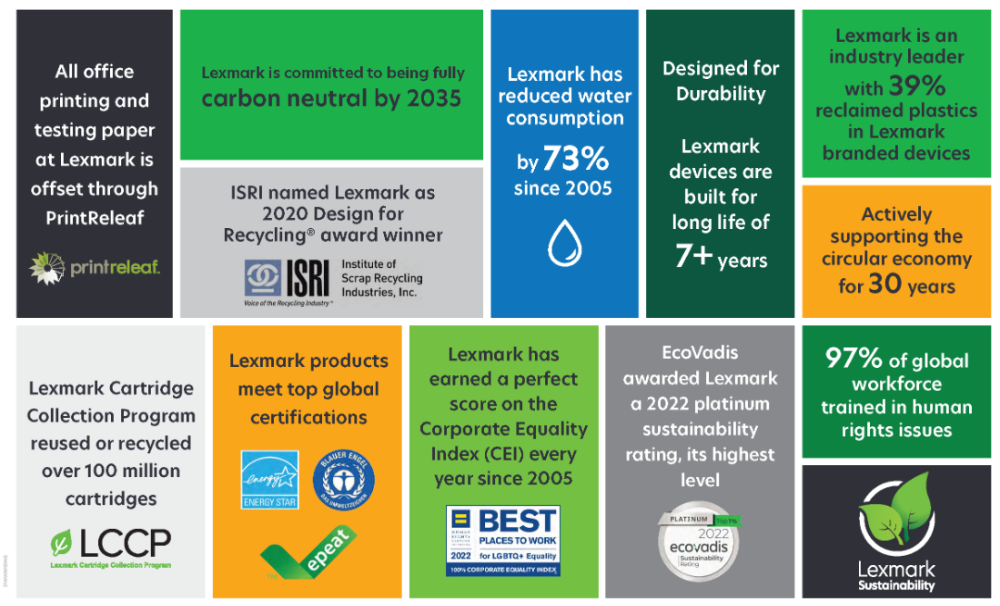 All office
printing and
testing paper
at Lexmark is
offset through
PrintReleaf
printreleaf.
Lexmark is committed to being fully
carbon neutral by 2035
ISRI named Lexmark as
2020 Design for
Recycling® award winner
ISRI
Institute of
Scrap Recycling
Industries, Inc.
Voice of the Recycling Industry™
Lexmark has
reduced water
consumption
by 73%
since 2005
Designed for
Durability
Lexmark
devices are
built for
long life of
7+ years
Lexmark is an
industry leader
with 39%
reclaimed plastics
in Lexmark
branded devices
Actively
supporting the
circular economy
for 30 years
Lexmark Cartridge
Collection Program
reused or recycled
over 100 million
cartridges
LCCP
Lexmark Cartridge Collection Program
Lexmark products
meet top global
certifications
energy
ENERGY STAR
BLAUER ENGEL
DAS UMWELTZEICHEN
epeat
TM
Lexmark has
earned a perfect
score on the
Corporate Equality
Index (CEI) every
year since 2005
BEST
PLACES TO WORK
2022 for LGBTQ+ Equality
100% CORPORATE EQUALITY INDEX
EcoVadis
awarded Lexmark
a 2022 platinum
sustainability
rating, its highest
level
PLATINUM Top 1%
2022
ecovadis
Sustainability
Rating
97% of global
workforce
trained in human
rights issues
Lexmark
Sustainability